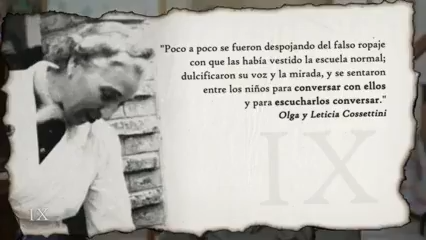 "Poco a poco se fueron despojando del falso ropaje
con que las había vestido la escuela normal;
dulcificaron su voz y la mirada, y se sentaron
entre los niños para conversar con ellos
y para escucharlos conversar."
Olga y Leticia Cossettini
IX
IX